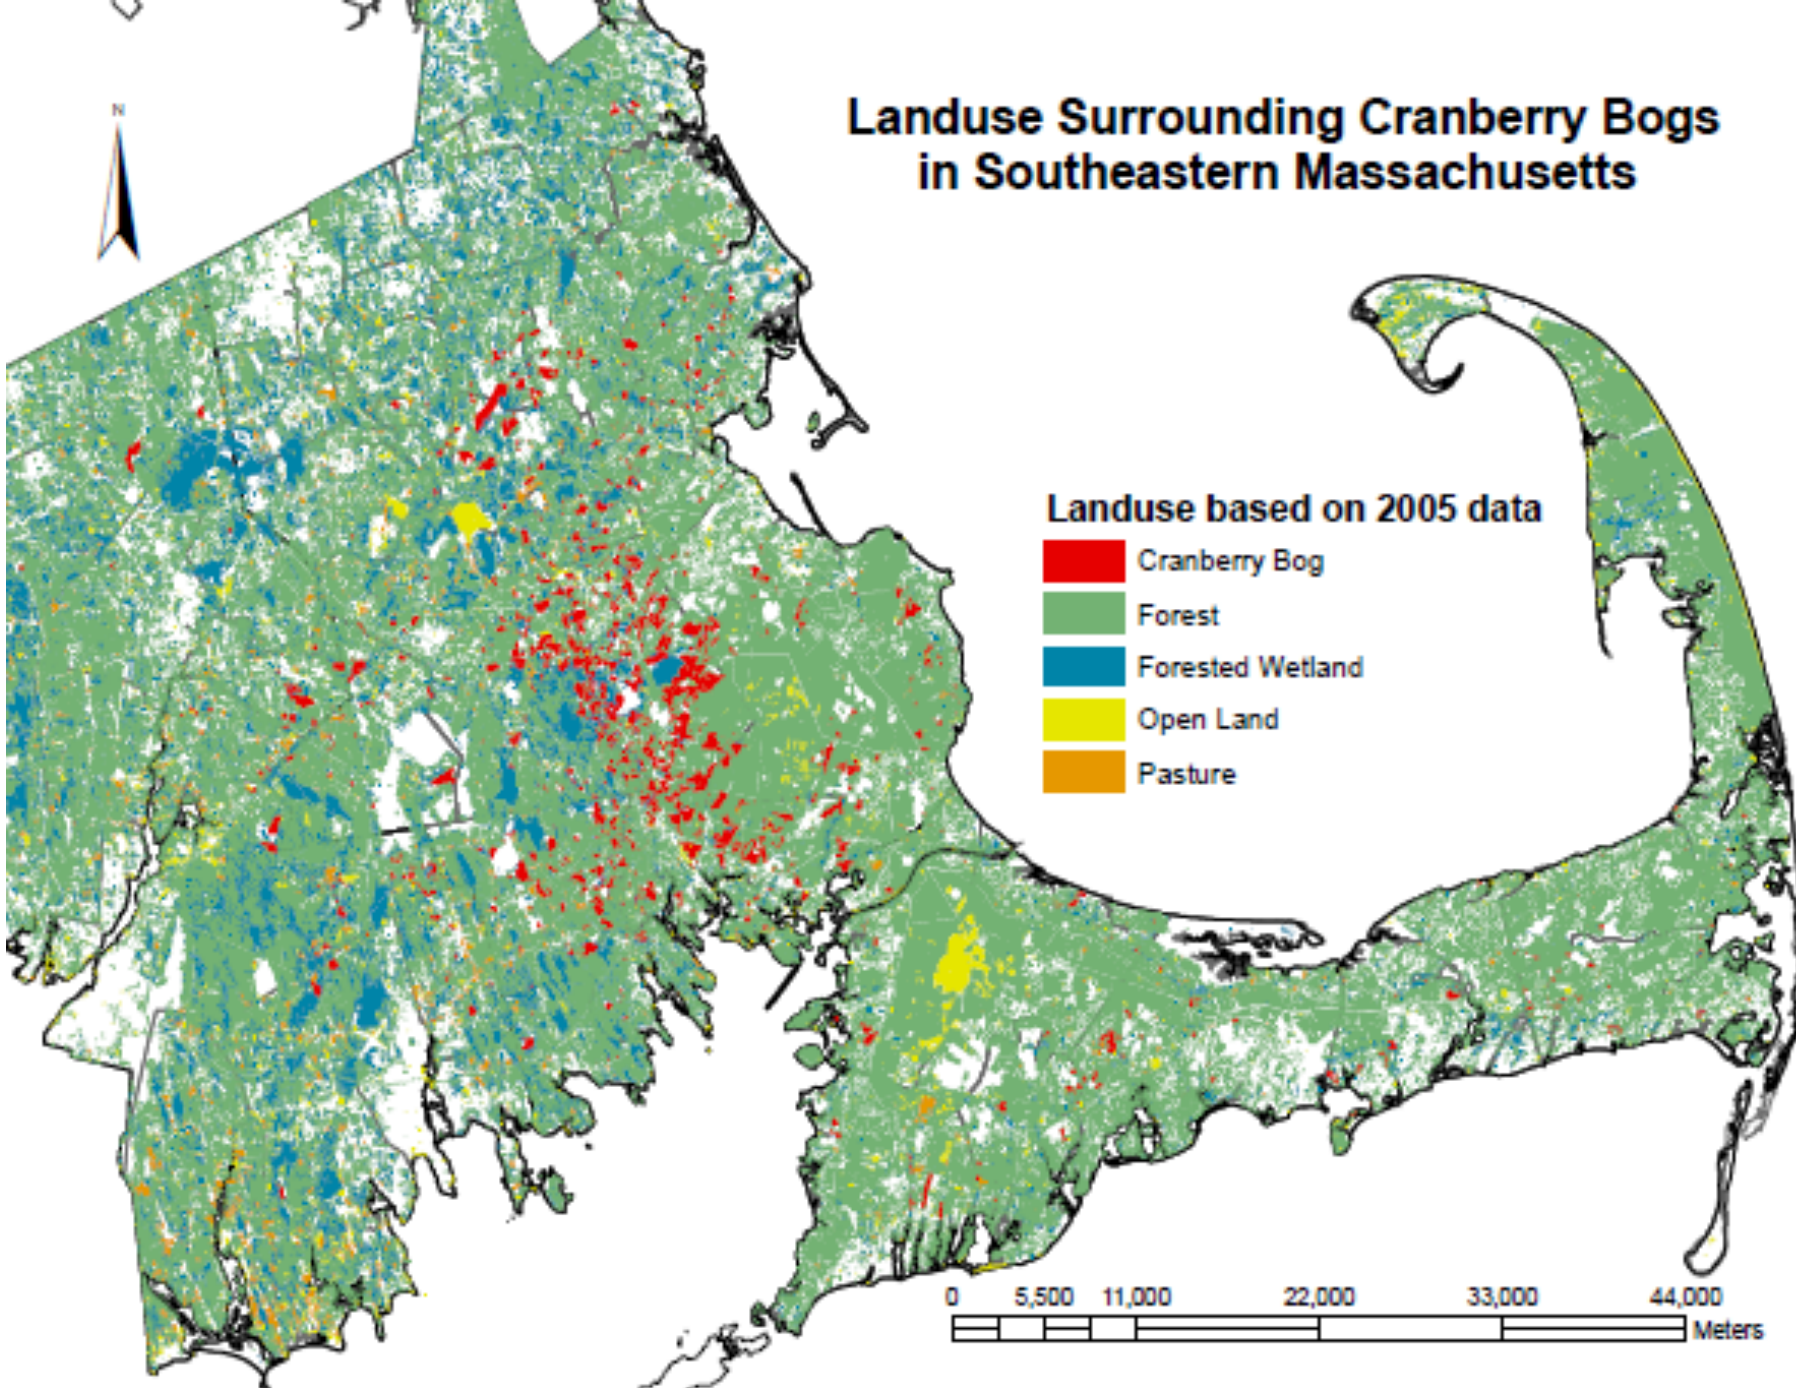 N
Landuse Surrounding Cranberry Bogs
in Southeastern Massachusetts
Landuse based on 2005 data
Cranberry Bog
Forest
Forested Wetland
Open Land
Pasture
0 5,500 11,000 22,000 33,000 44,000
Meters